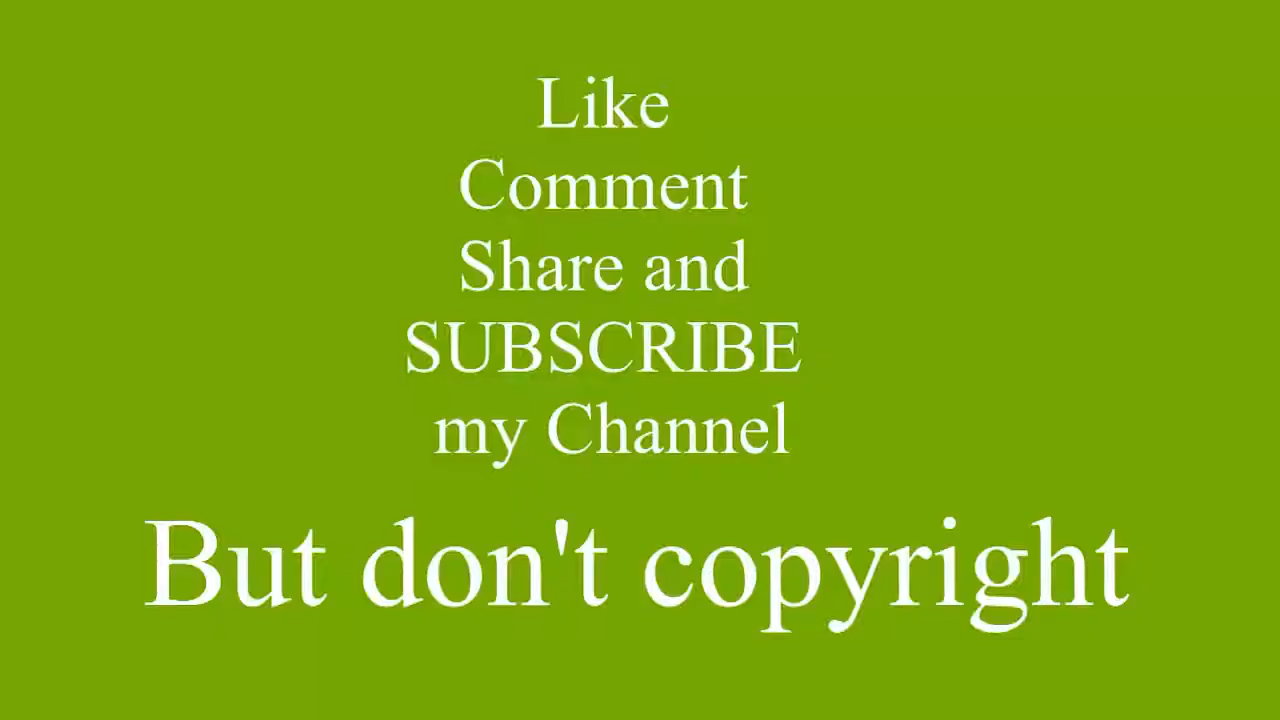 Like
Comment
Share and
SUBSCRIBE
my Channel
But don't copyright